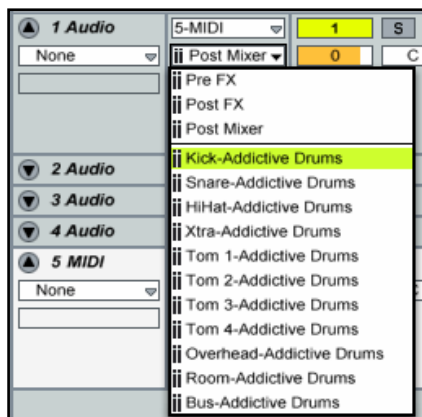 1 Audio 5-MIDI 1 S
None Post Mixer 0 C
Pre FX
Post FX
Post Mixer
Kick-Addictive Drums
2 Audio
Snare-Addictive Drums
3 Audio
HiHat-Addictive Drums
4 Audio
Xtra-Addictive Drums
5 MIDI
Tom 1-Addictive Drums
Tom 2-Addictive Drums
None
Tom 3-Addictive Drums
Tom 4-Addictive Drums
Overhead-Addictive Drums
Room-Addictive Drums
Bus-Addictive Drums